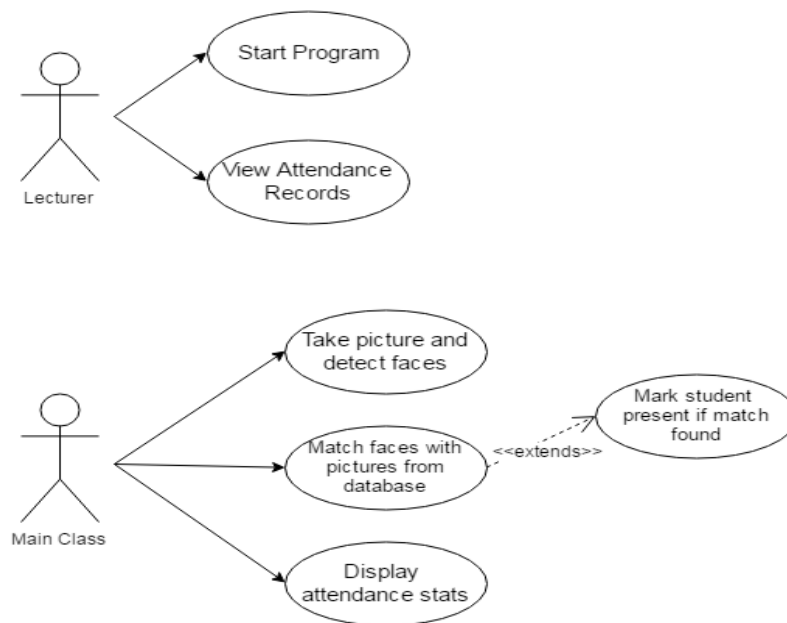 Start Program
View Attendance
Records
Lecturer
Take picture and
detect faces
Mark student
present if match
found
<<extends>>
Match faces with
pictures from
database
Main Class
Display
attendance stats